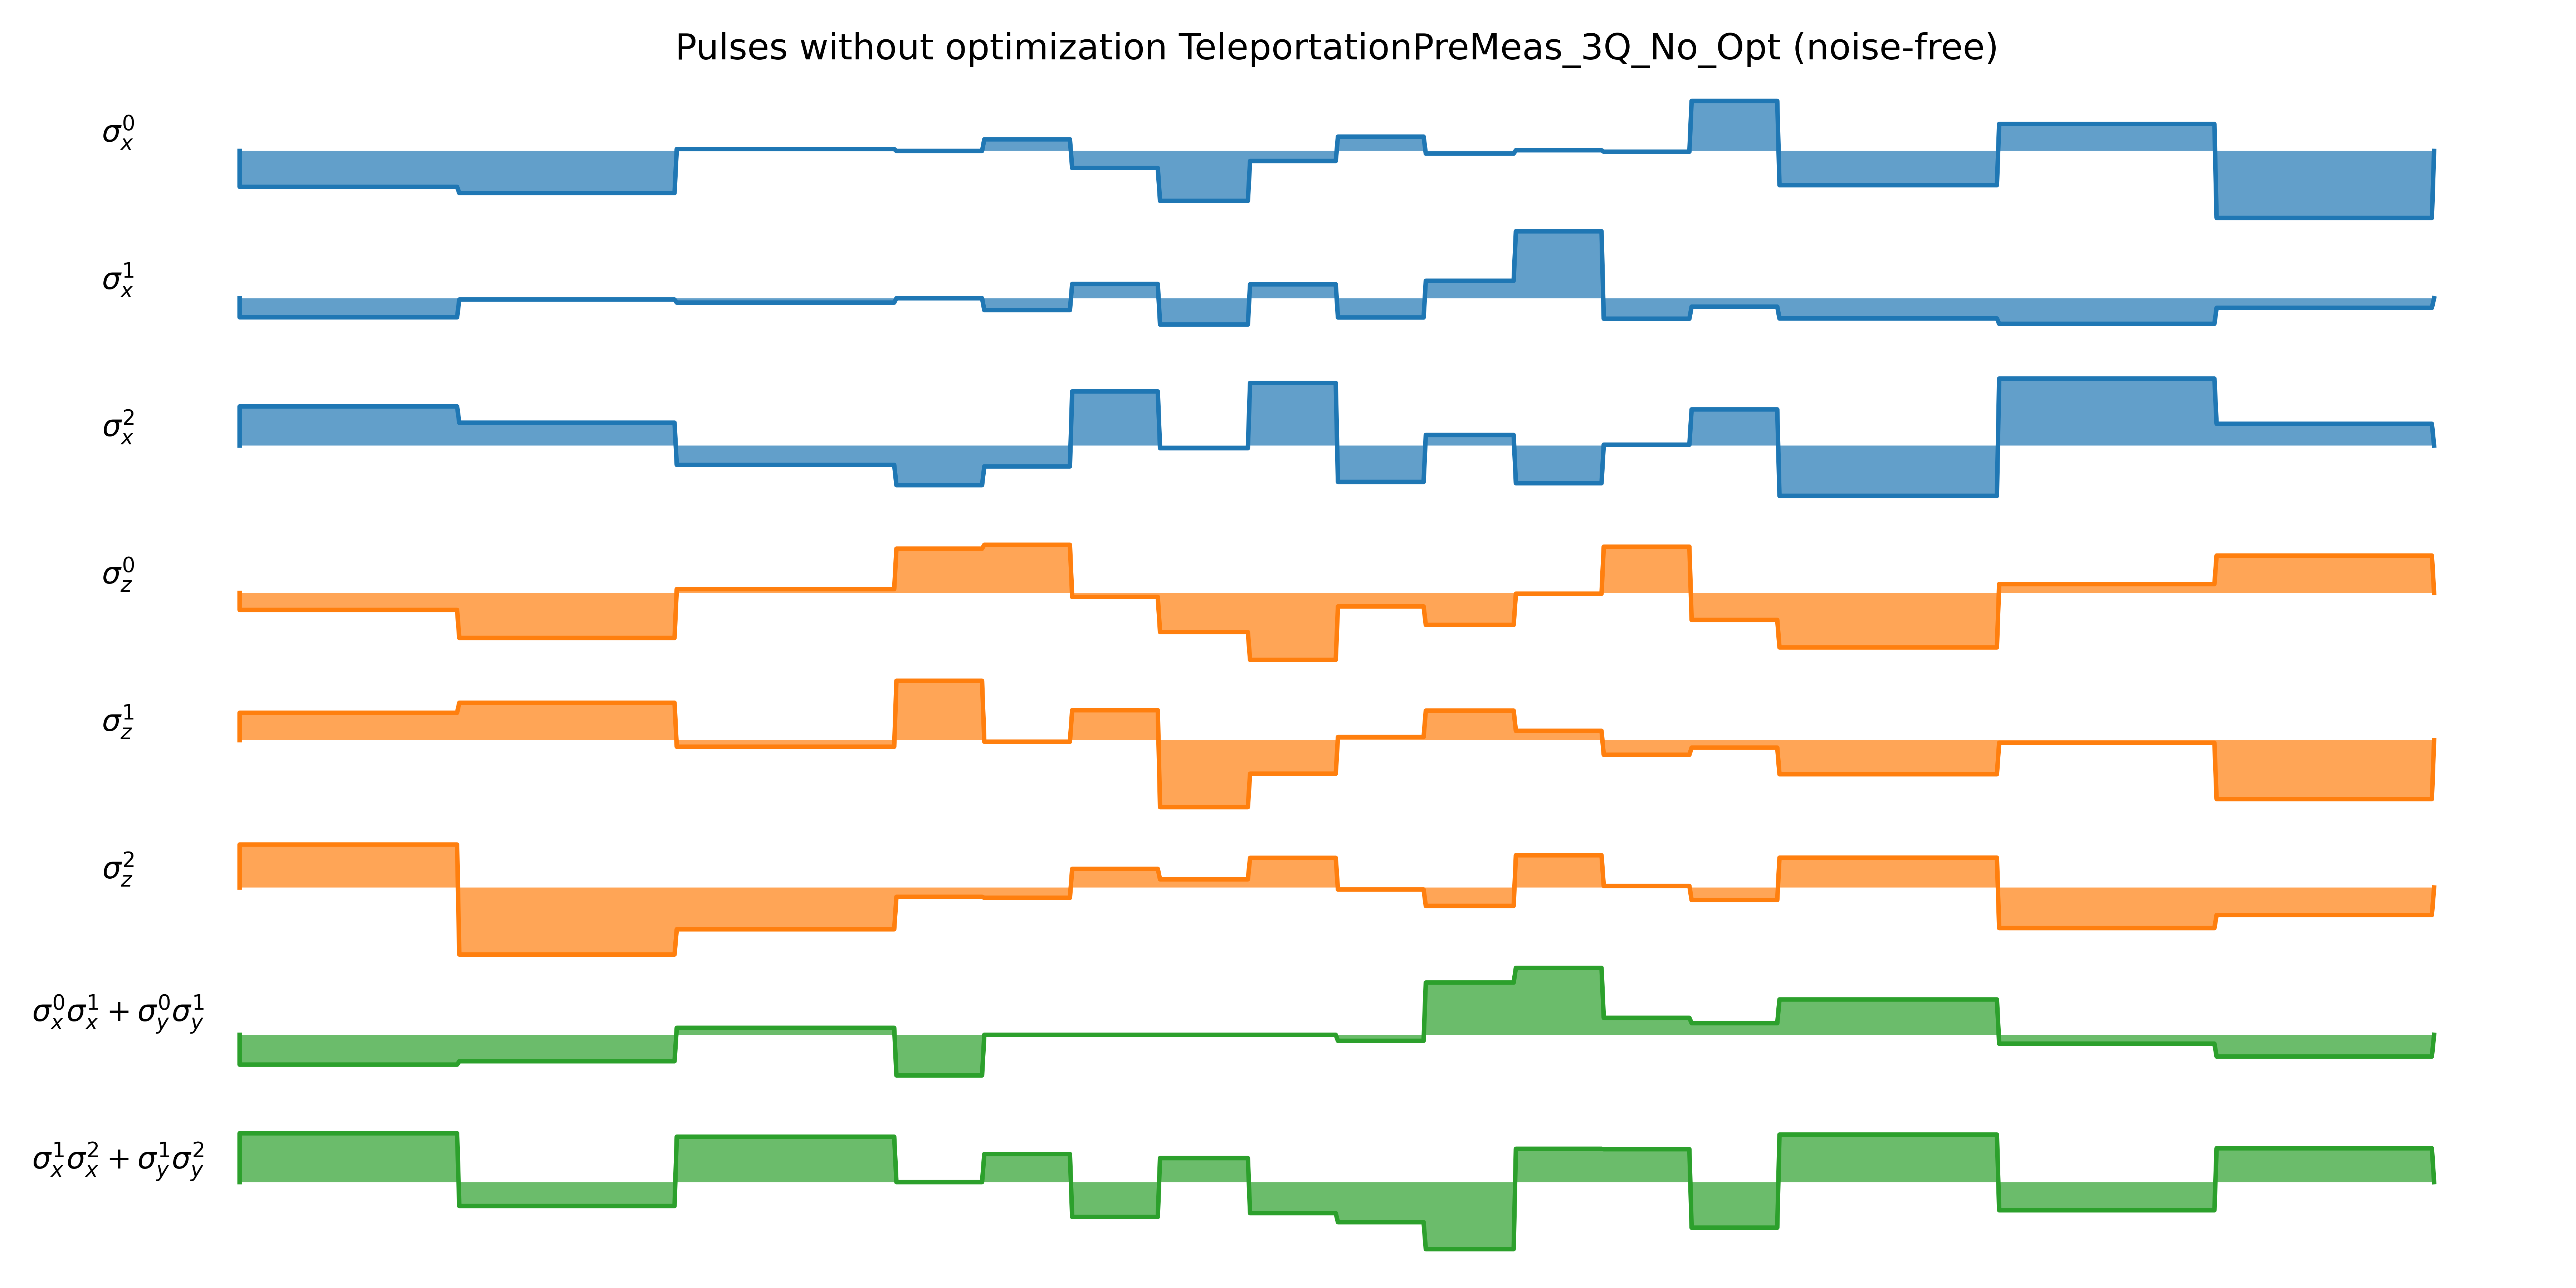 Pulses without optimization TeleportationPreMeas_3Q_No_Opt (noise-free)
σ_x^0
σ_x^1
σ_x^2
σ_z^0
σ_z^1
σ_z^2
σ_x^0σ_x^1 + σ_y^0σ_y^1
σ_x^1σ_x^2 + σ_y^1σ_y^2